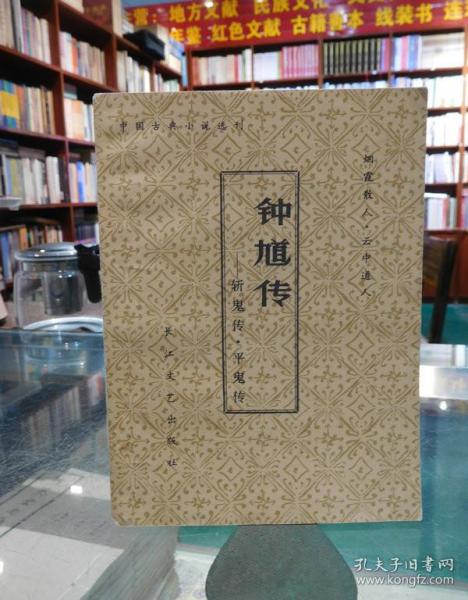 营：地方文献 民族文化
红色文献 古籍善本 线装书 连
中国古典小说选刊
烟霞散人·云中道人
钟馗传
——斩鬼传·平鬼传
长江文艺出版社
孔夫子旧书网
www.kongfz.com